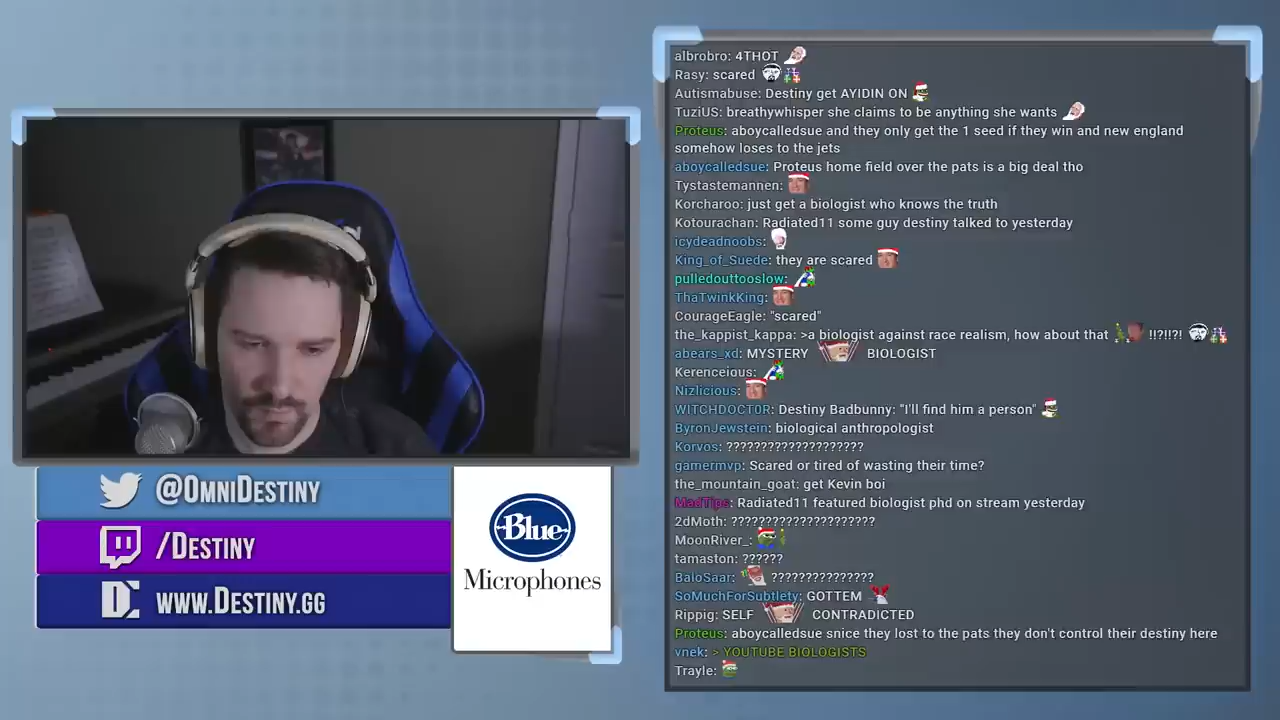 albrobro: 4THOT
Rasy: scared
Autismabuse: Destiny get AYIDIN ON
TuziUS: breathywhisper she claims to be anything she wants
Proteus: aboycalledsue and they only get the 1 seed if they win and new england
somehow loses to the jets
aboycalledsue: Proteus home field over the pats is a big deal tho
Tystastemannen:
Korcharoo: just get a biologist who knows the truth
Kotourachan: Radiated11 some guy destiny talked to yesterday
icydeadnoobs:
King_of_Suede: they are scared
pulledouttooslow:
ThaTwinkKing:
CourageEagle: "scared"
the_kappist_kappa: >a biologist against race realism, how about that !!?!!?!
abears_xd: MYSTERY BIOLOGIST
Kerenceious:
Nizlicious:
WITCHDOCT0R: Destiny Badbunny: "I'll find him a person"
ByronJewstein: biological anthropologist
Korvos: ????????????????????
gamermvp: Scared or tired of wasting their time?
the_mountain_goat: get Kevin boi
MadTips: Radiated11 featured biologist phd on stream yesterday
2dMoth: ?????????????????????
MoonRiver_:
tamaston: ??????
BaloSaar: ???????????????
SoMuchForSubtlety: GOTTEM
Rippig: SELF CONTRADICTED
Proteus: aboycalledsue snice they lost to the pats they don't control their destiny here
vnek: > YOUTUBE BIOLOGISTS
Trayle:
@OmniDestiny
/Destiny
www.Destiny.gg
Blue
Microphones